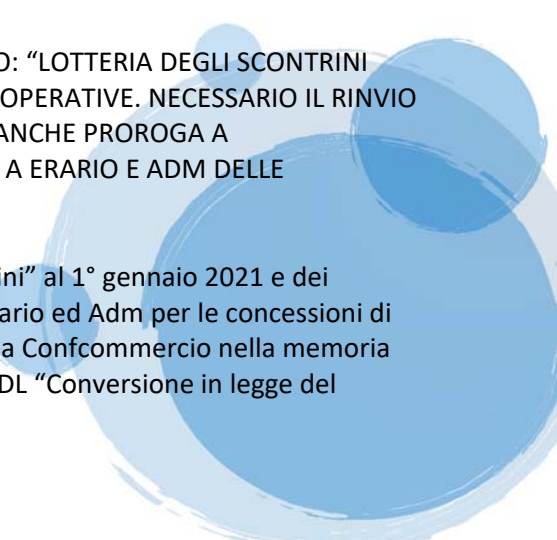 O: “LOTTERIA DEGLI SCONTRINI
OPERATIVE. NECESSARIO IL RINVIO
ANCHE PROROGA A
A ERARIO E ADM DELLE
ni” al 1° gennaio 2021 e dei
ario ed Adm per le concessioni di
a Confcommercio nella memoria
DL “Conversione in legge del